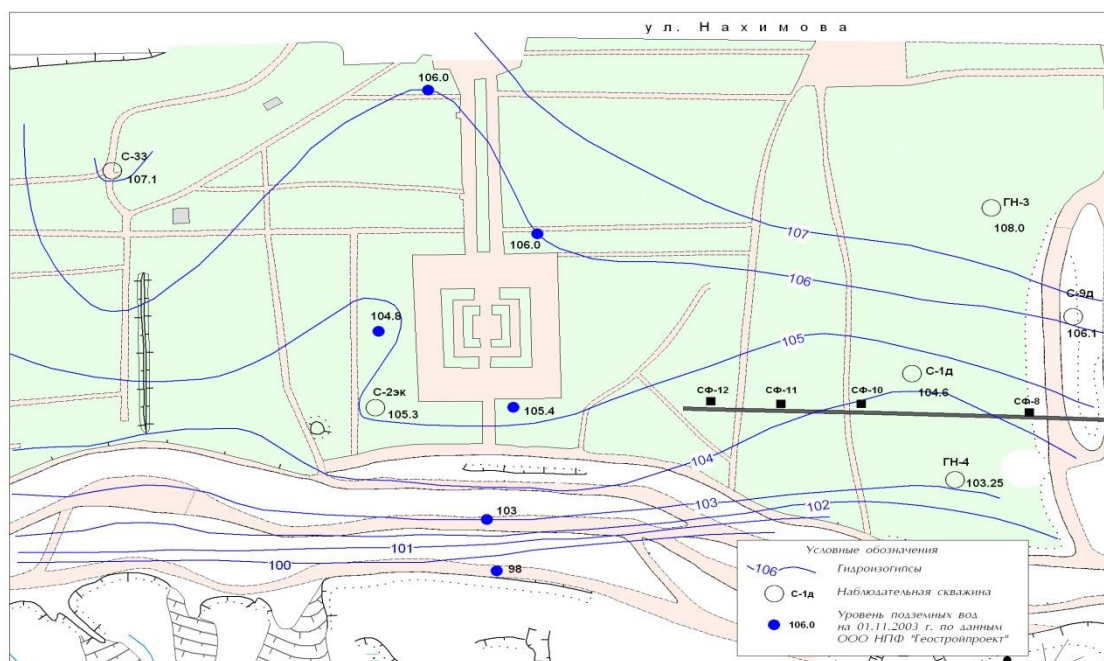 ул. Нахимова
106.0
С-33
107.1
ГН-3
108.0
107
106.0
106
С-9д
106.1
104.8
105
С-1д
104.6
С-2эк
105.3
105.4
СФ-12
СФ-11
СФ-10
СФ-8
104
ГН-4
103.25
103
102
103
101
100
98
Условные обозначения
106 Гидроизогипсы
С-1д Наблюдательная скважина
Уровень подземных вод
106.0 на 01.11.2003 г. по данным
ООО НПФ "Геостройпроект"